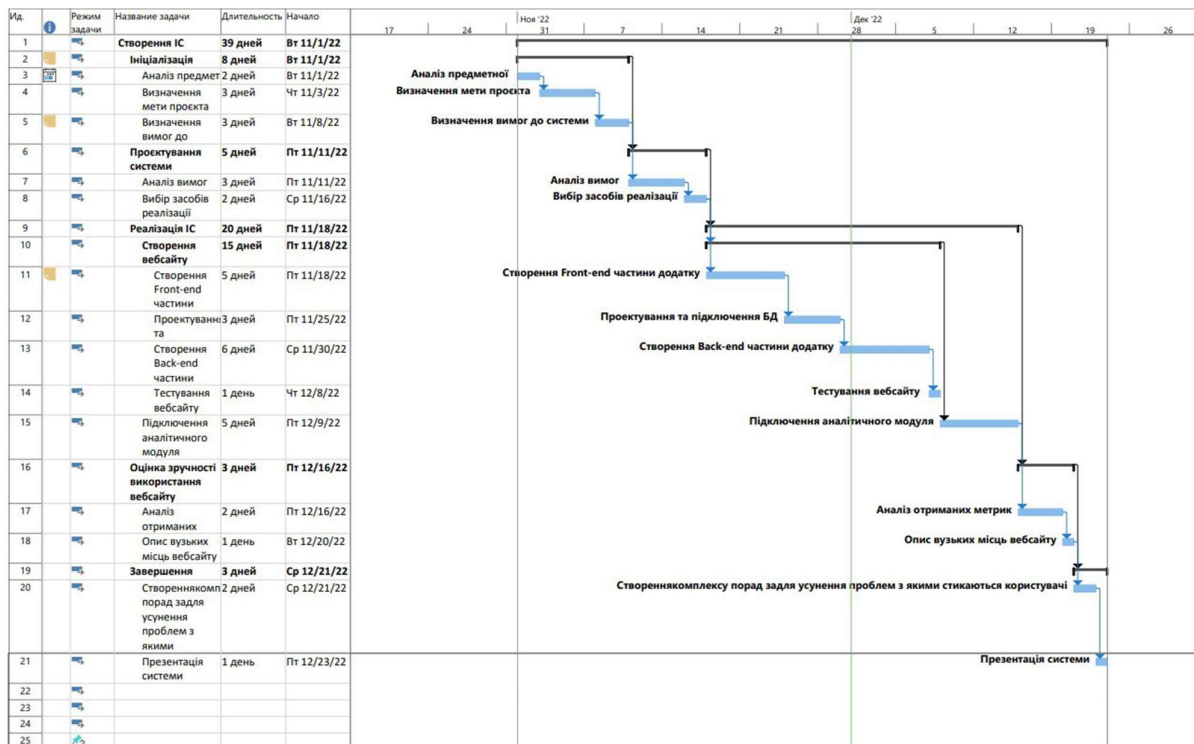 Ид.
Режим задачи
Название задачи
Длительность
Начало
Ноя '22
Дек '22
17 24 31 7 14 21 28 5 12 19 26
1 Створення ІС 39 дней Вт 11/1/22
2 Ініціалізація 8 дней Вт 11/1/22
3 Аналіз предмет 2 дней Вт 11/1/22
Аналіз предметної
4 Визначення 3 дней Чт 11/3/22
мети проєкта
Визначення мети проєкта
5 Визначення 3 дней Вт 11/8/22
вимог до
Визначення вимог до системи
6 Проєктування 5 дней Пт 11/11/22
системи
7 Аналіз вимог 3 дней Пт 11/11/22
Аналіз вимог
8 Вибір засобів 2 дней Ср 11/16/22
реалізації
Вибір засобів реалізації
9 Реалізація ІС 20 дней Пт 11/18/22
10 Створення 15 дней Пт 11/18/22
вебсайту
11 Створення 5 дней Пт 11/18/22
Front-end
частини
Створення Front-end частини додатку
12 Проектуванн 3 дней Пт 11/25/22
та
Проектування та підключення БД
13 Створення 6 дней Ср 11/30/22
Back-end
частини
Створення Back-end частини додатку
14 Тестування 1 день Чт 12/8/22
вебсайту
Тестування вебсайту
15 Підключення 5 дней Пт 12/9/22
аналітичного
модуля
Підключення аналітичного модуля
16 Оцінка зручності 3 дней Пт 12/16/22
використання
вебсайту
17 Аналіз 2 дней Пт 12/16/22
отриманих
Аналіз отриманих метрик
18 Опис вузьких 1 день Вт 12/20/22
місць вебсайту
Опис вузьких місць вебсайту
19 Завершення 3 дней Ср 12/21/22
20 Створеннякомп 2 дней Ср 12/21/22
порад задля
усунення
проблем з
якими
Створеннякомплексу порад задля усунення проблем з якими стикаються користувачі
21 Презентація 1 день Пт 12/23/22
системи
Презентація системи
22
23
24
25